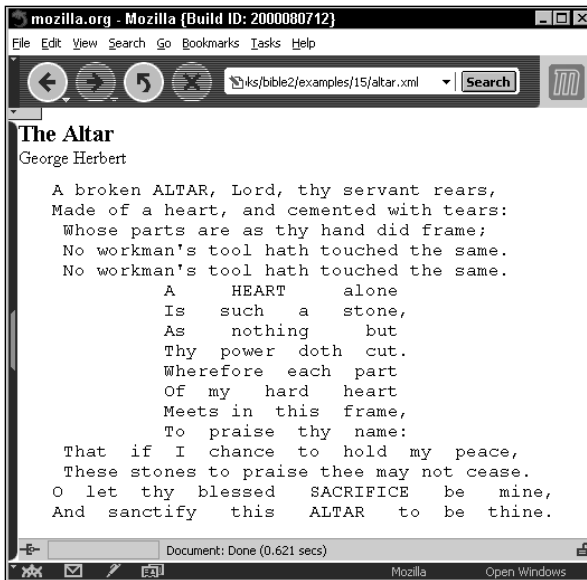 mozilla.org - Mozilla {Build ID: 2000080712}
File Edit View Search Go Bookmarks Tasks Help
ks/bible2/examples/15/altar.xml Search
The Altar
George Herbert
A broken ALTAR, Lord, thy servant rears,
Made of a heart, and cemented with tears:
Whose parts are as thy hand did frame;
No workman's tool hath touched the same.
No workman's tool hath touched the same.
A HEART alone
Is such a stone,
As nothing but
Thy power doth cut.
Wherefore each part
Of my hard heart
Meets in this frame,
To praise thy name:
That if I chance to hold my peace,
These stones to praise thee may not cease.
O let thy blessed SACRIFICE be mine,
And sanctify this ALTAR to be thine.
Document: Done (0.621 secs)
Mozilla Open Windows